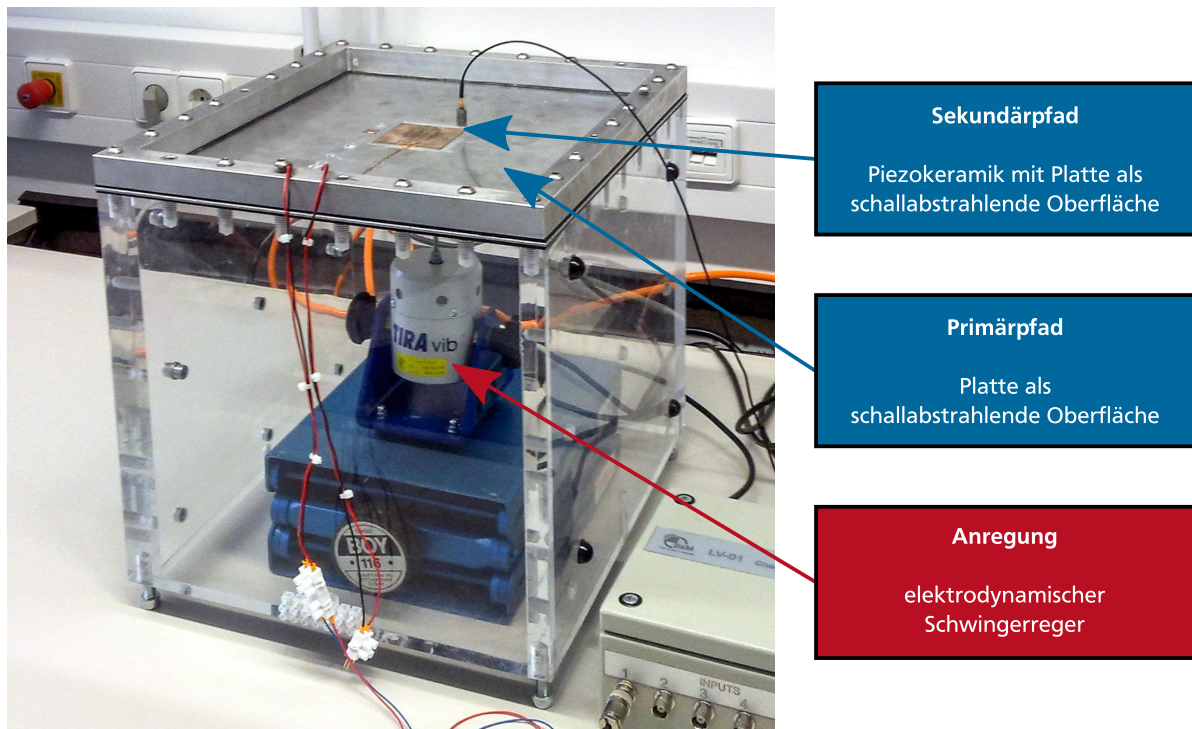 Sekundärpfad
Piezokeramik mit Platte als
schallabstrahlende Oberfläche
Primärpfad
Platte als
schallabstrahlende Oberfläche
Anregung
elektrodynamischer
Schwingerreger
TIRA vib
BOY
116
LV-01
INPUTS
1
2
3
4